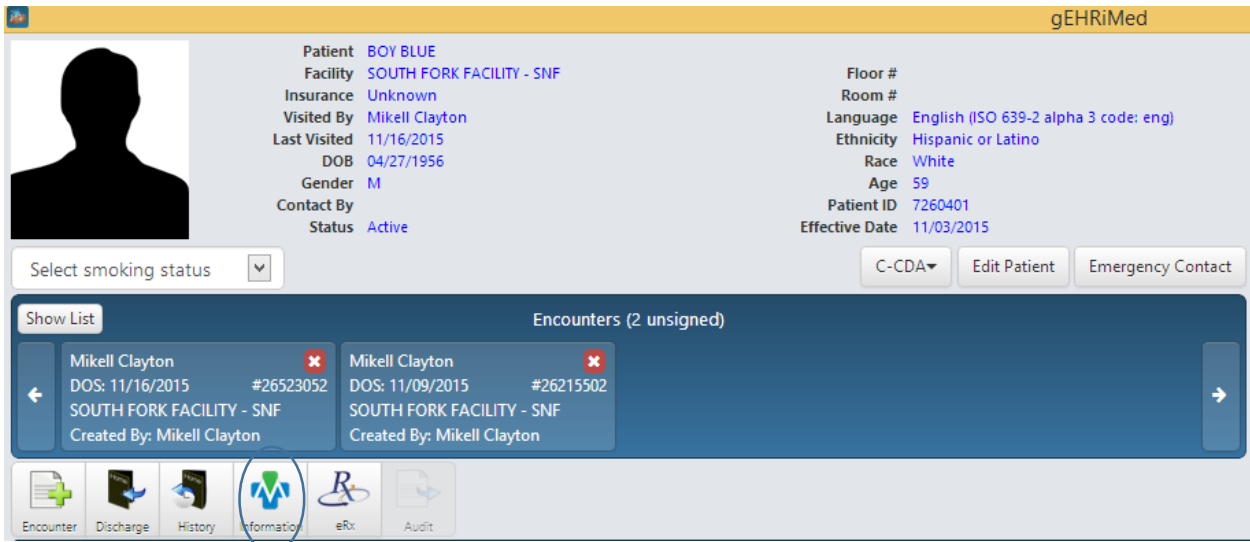 gEHRiMed
Patient BOY BLUE
Facility SOUTH FORK FACILITY - SNF
Insurance Unknown
Visited By Mikell Clayton
Last Visited 11/16/2015
DOB 04/27/1956
Gender M
Contact By
Status Active
Floor #
Room #
Language English (ISO 639-2 alpha 3 code: eng)
Ethnicity Hispanic or Latino
Race White
Age 59
Patient ID 7260401
Effective Date 11/03/2015
Select smoking status
C-CDA Edit Patient Emergency Contact
Show List Encounters (2 unsigned)
Mikell Clayton
DOS: 11/16/2015 #26523052
SOUTH FORK FACILITY - SNF
Created By: Mikell Clayton
Mikell Clayton
DOS: 11/09/2015 #26215502
SOUTH FORK FACILITY - SNF
Created By: Mikell Clayton
Encounter Discharge History Information eRx Audit